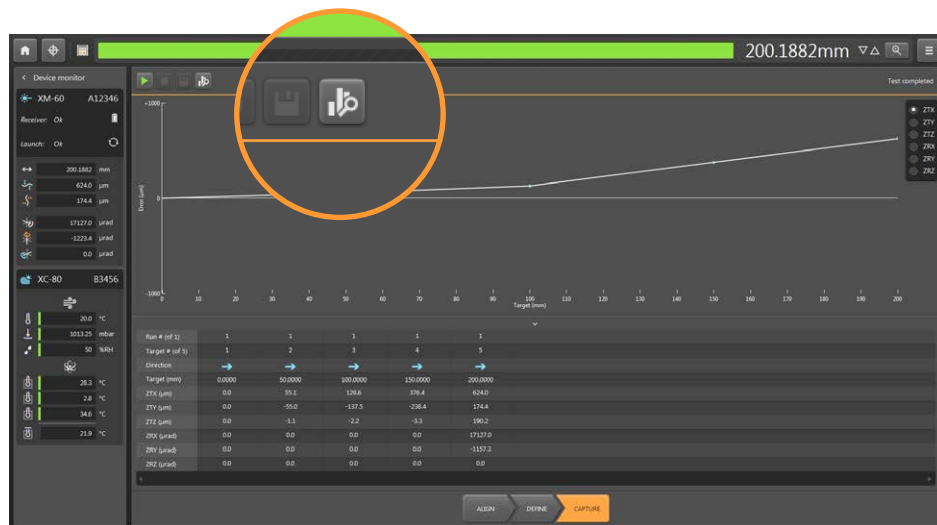 200.1882mm
Device monitor
XM-60 A12346
Receiver: Ok
Launch: Ok
200.1882 mm
624.0 μm
174.4 μm
17127.0 μrad
-1223.4 μrad
0.0 μrad
XC-80 B3456
20.0 °C
1013.25 mbar
50 %RH
28.3 °C
2.8 °C
34.6 °C
21.9 °C
Test completed
+1000
Error (μm)
0
-1000
ZTX
ZTY
ZTZ
ZRX
ZRY
ZRZ
0 10 20 30 40 50 60 70 80 90 100 110 120 130 140 150 160 170 180 190 200
Target (mm)
Run # (of 1) 1 1 1 1 1
Target # (of 5) 1 2 3 4 5
Direction
Target (mm) 0.0000 50.0000 100.0000 150.0000 200.0000
ZTX (μm) 0.0 55.1 128.6 376.4 624.0
ZTY (μm) 0.0 -55.0 -137.5 -238.4 174.4
ZTZ (μm) 0.0 -1.1 -2.2 -3.3 190.2
ZRX (μrad) 0.0 0.0 0.0 0.0 17127.0
ZRY (μrad) 0.0 0.0 0.0 0.0 -1157.3
ZRZ (μrad) 0.0 0.0 0.0 0.0 0.0
ALIGN DEFINE CAPTURE